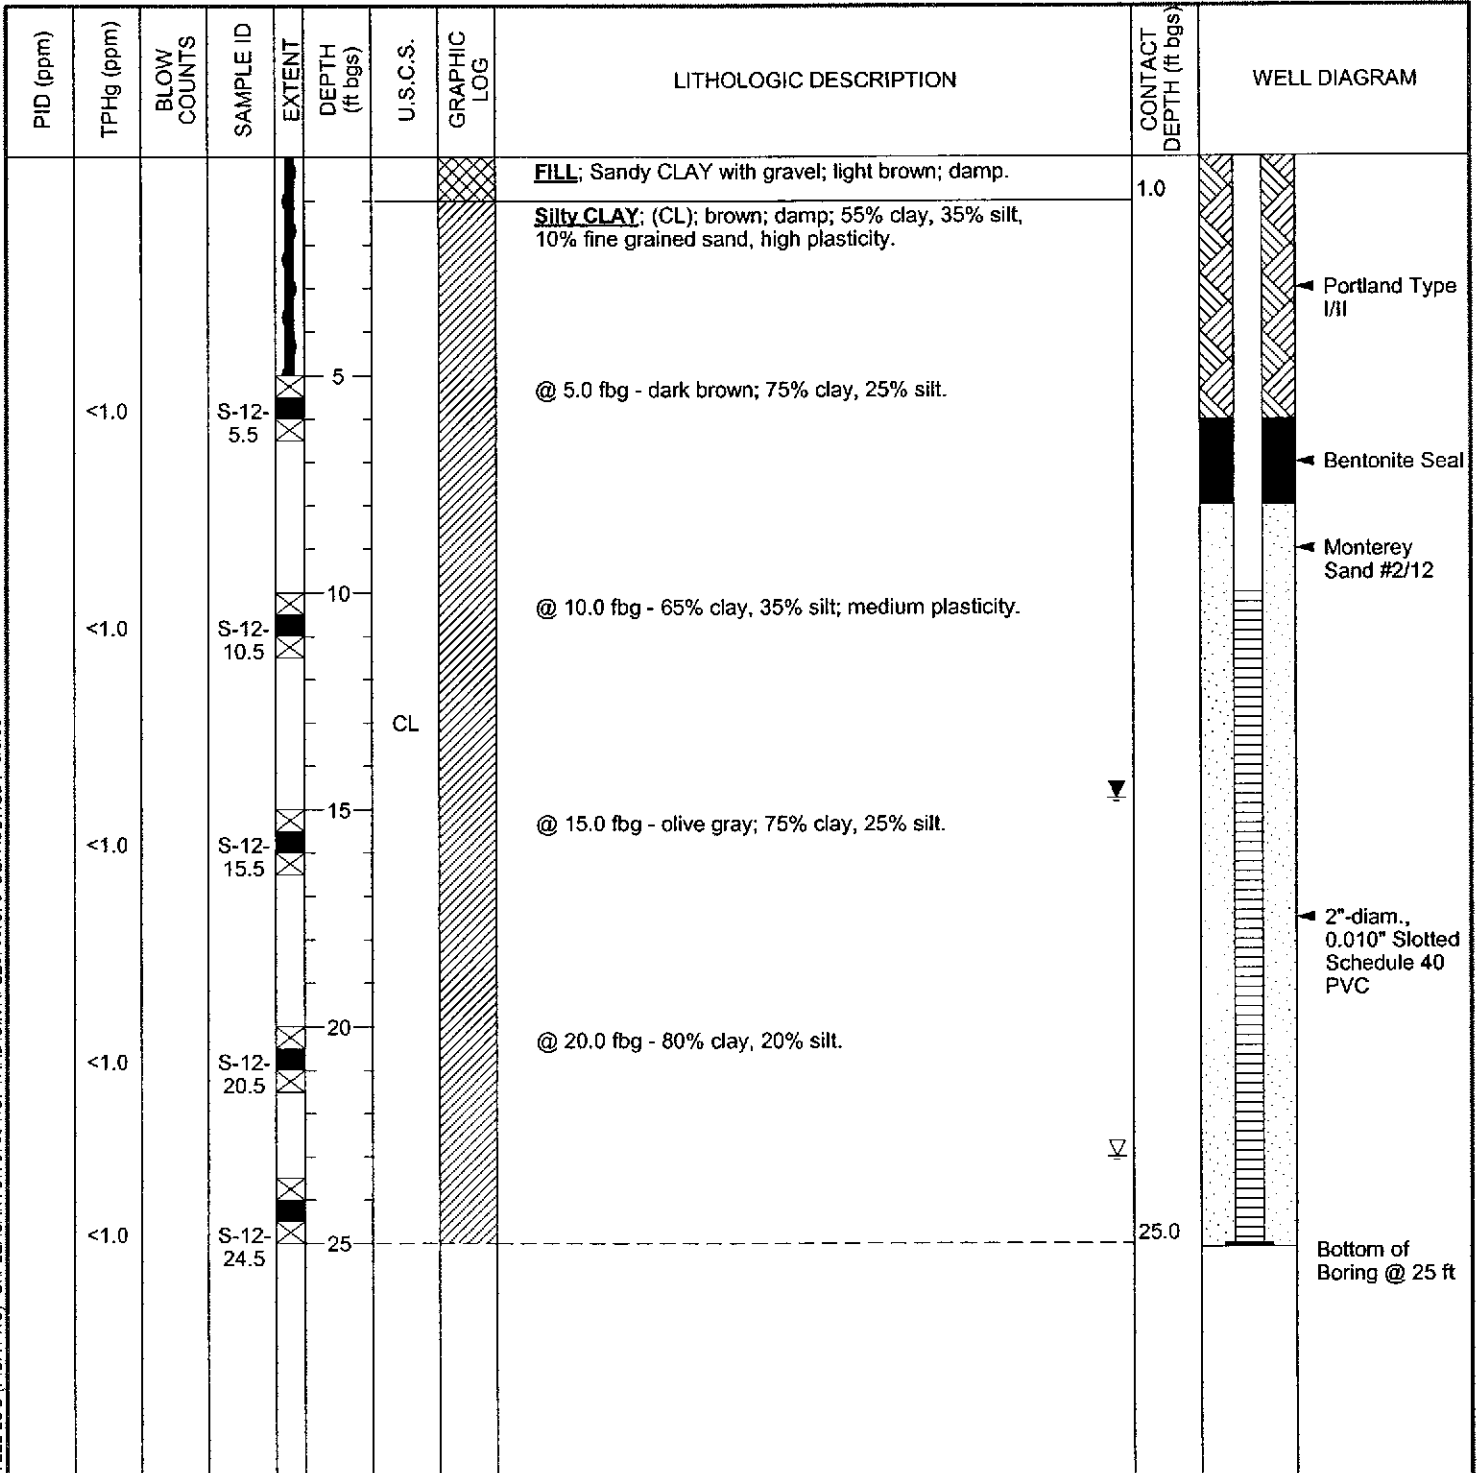 PID (ppm)
TPHg (ppm)
BLOW
COUNTS
SAMPLE ID
EXTENT
DEPTH
(ft bgs)
U.S.C.S.
GRAPHIC
LOG
LITHOLOGIC DESCRIPTION
CONTACT
DEPTH (ft bgs)
WELL DIAGRAM
FILL; Sandy CLAY with gravel; light brown; damp.
1.0
Silty CLAY; (CL); brown; damp; 55% clay, 35% silt,
10% fine grained sand, high plasticity.
Portland Type
I/II
5
@ 5.0 fbg - dark brown; 75% clay, 25% silt.
<1.0
S-12-
5.5
Bentonite Seal
Monterey
Sand #2/12
10
@ 10.0 fbg - 65% clay, 35% silt; medium plasticity.
<1.0
S-12-
10.5
CL
15
@ 15.0 fbg - olive gray; 75% clay, 25% silt.
<1.0
S-12-
15.5
2"-diam.,
0.010" Slotted
Schedule 40
PVC
20
@ 20.0 fbg - 80% clay, 20% silt.
<1.0
S-12-
20.5
<1.0
S-12-
24.5
25
25.0
Bottom of
Boring @ 25 ft